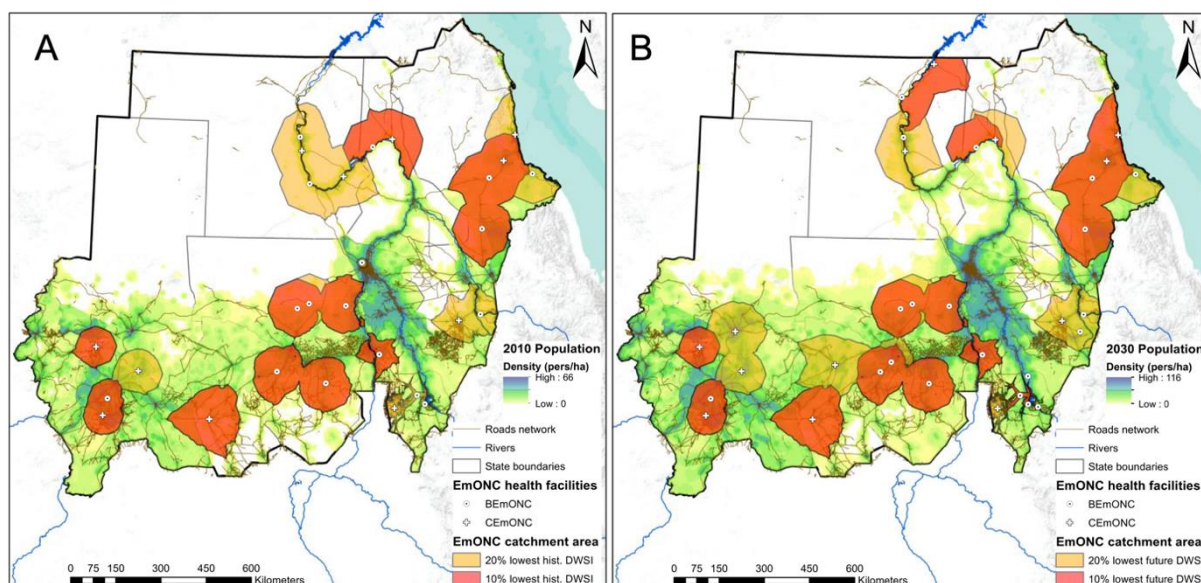 A
N
2010 Population
Density (pers/ha)
High : 66
Low : 0
Roads network
Rivers
State boundaries
EmONC health facilities
BEmONC
CEmONC
EmONC catchment area
20% lowest hist. DWSI
10% lowest hist. DWSI
0 75 150 300 450 600
Kilometers
B
N
2030 Population
Density (pers/ha)
High : 116
Low : 0
Roads network
Rivers
State boundaries
EmONC health facilities
BEmONC
CEmONC
EmONC catchment area
20% lowest future DWS
10% lowest future DWS
0 75 150 300 450 600
Kilometers